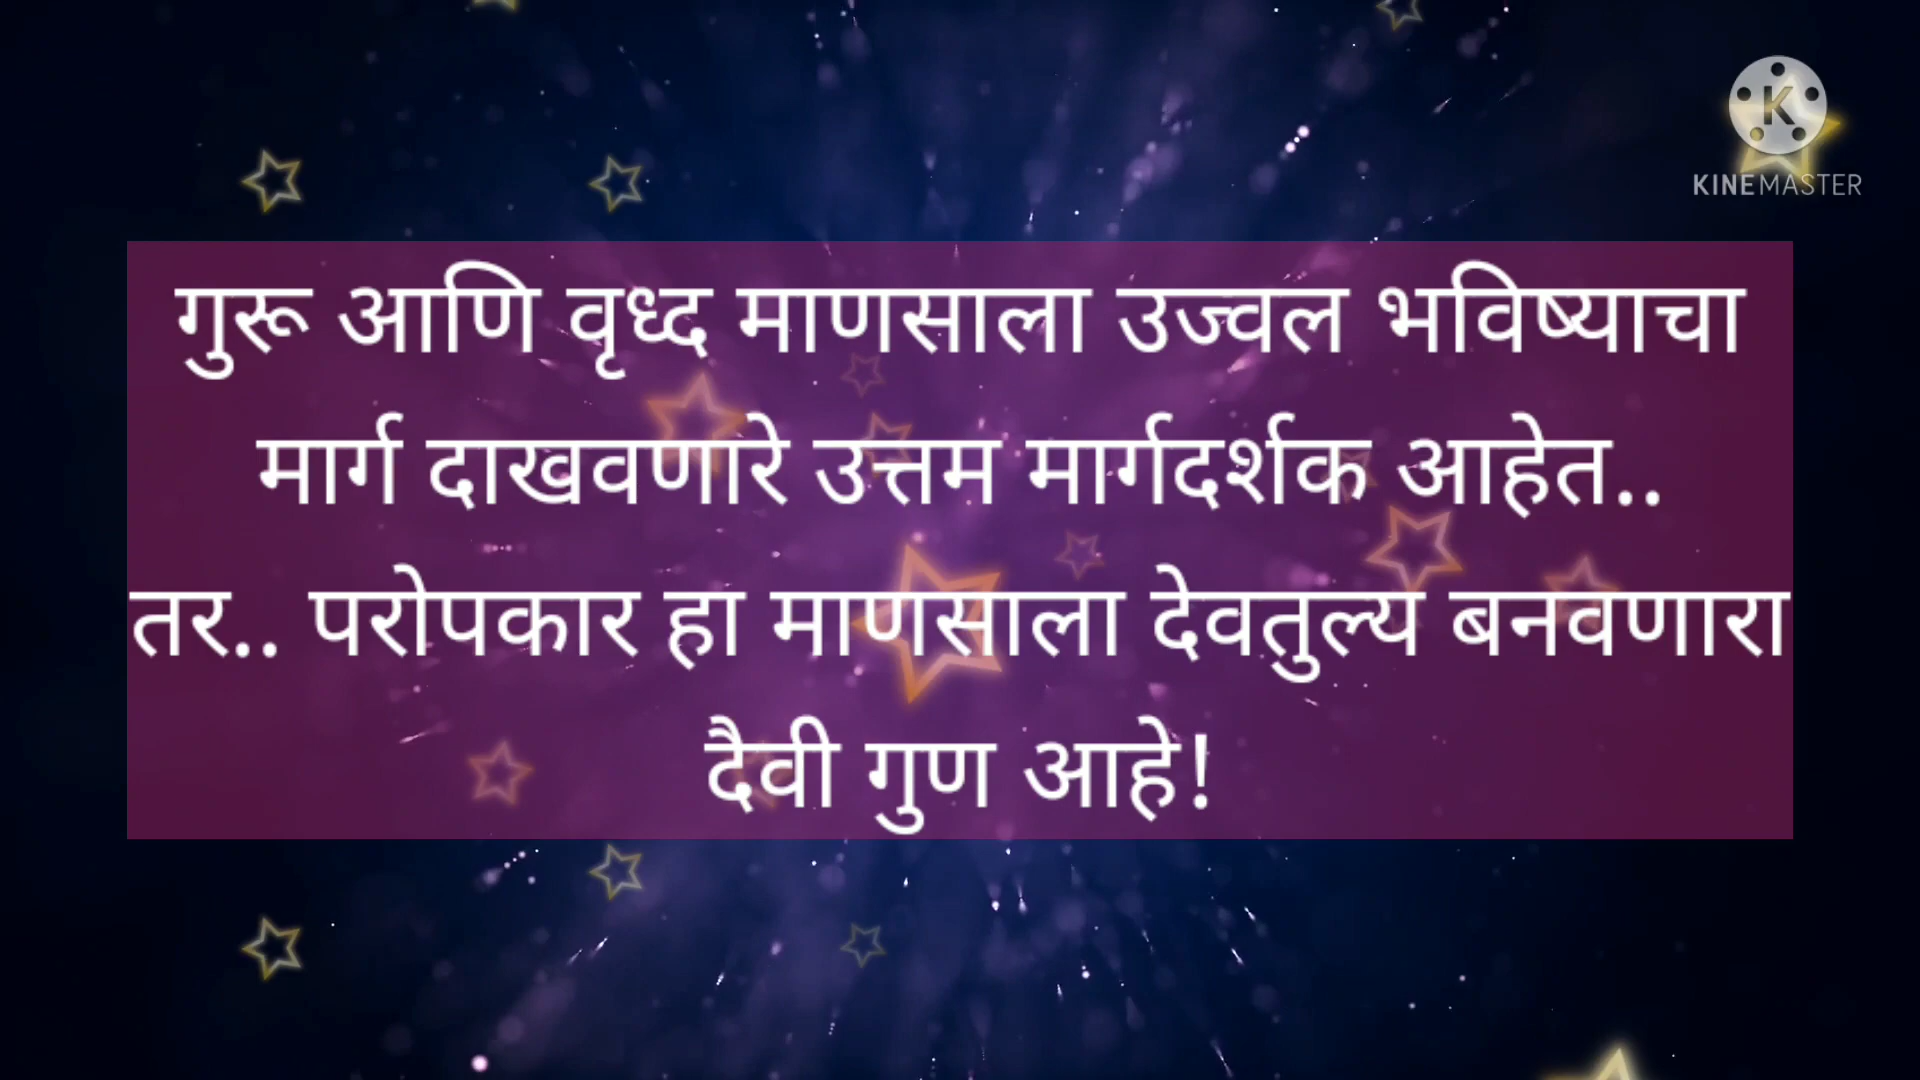 KINEMASTER
गुरू आणि वृध्द माणसाला उज्वल भविष्याचा
मार्ग दाखवणारे उत्तम मार्गदर्शक आहेत..
तर.. परोपकार हा माणसाला देवतुल्य बनवणारा
दैवी गुण आहे!